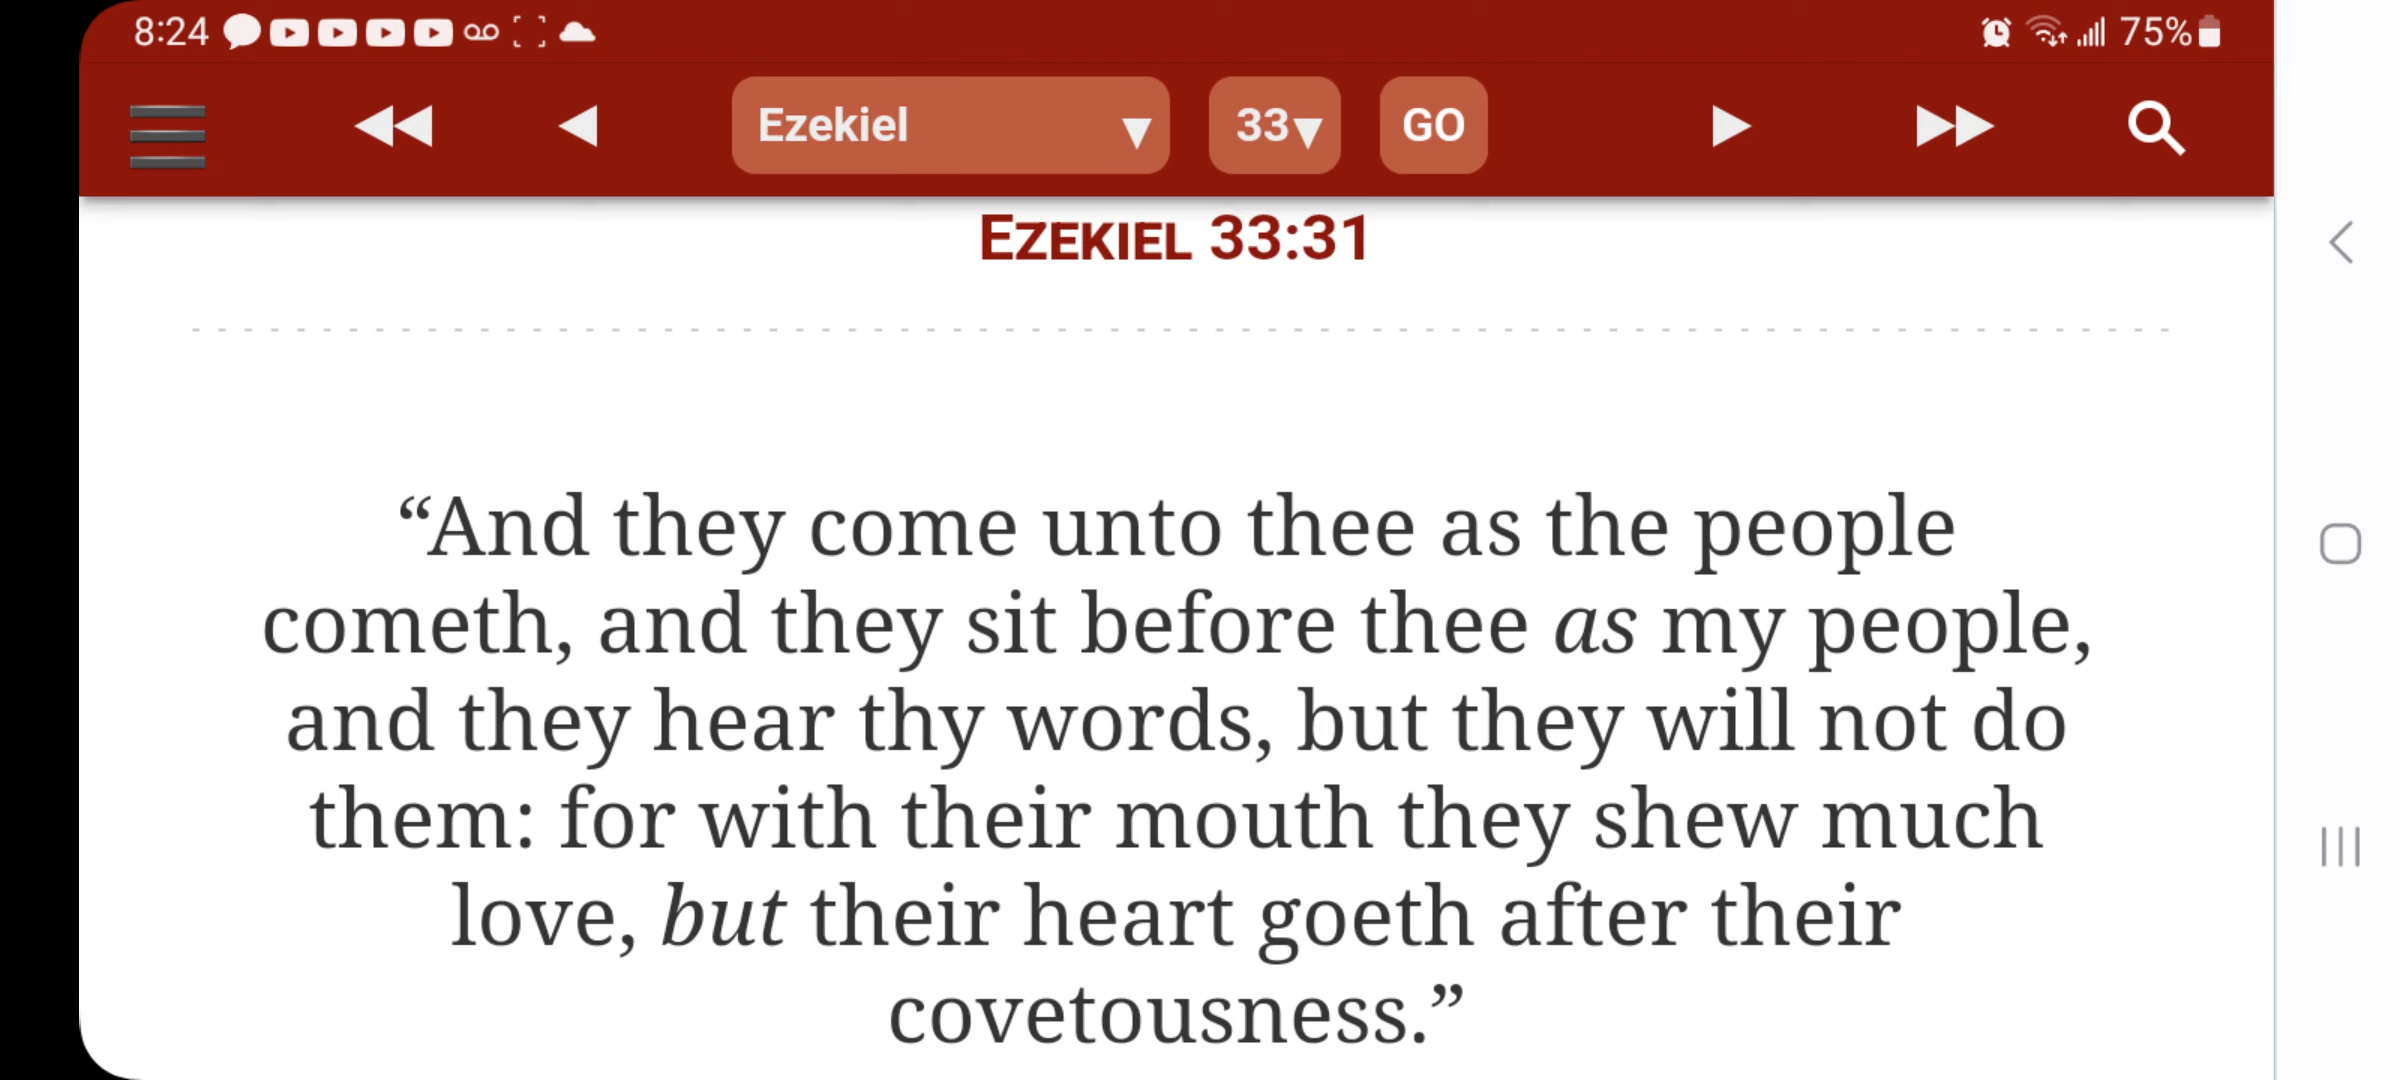 8:24 75%
Ezekiel 33 GO
EZEKIEL 33:31
“And they come unto thee as the people
cometh, and they sit before thee as my people,
and they hear thy words, but they will not do
them: for with their mouth they shew much
love, but their heart goeth after their
covetousness.”